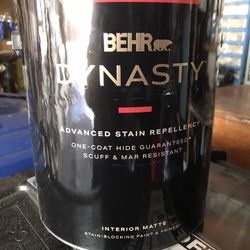 BEHR
DYNASTY
ADVANCED STAIN REPELLENCY
ONE-COAT HIDE GUARANTEED*
SCUFF & MAR RESISTANT
INTERIOR MATTE
STAIN-BLOCKING PAINT & PRIMER